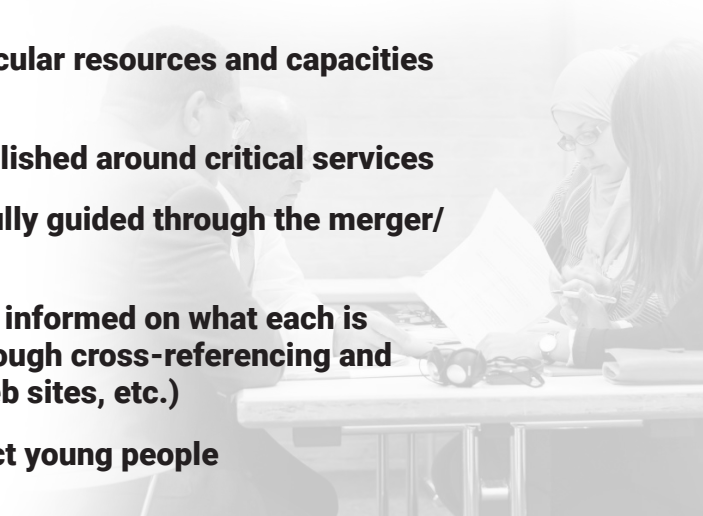 cular resources and capacities
lished around critical services
ully guided through the merger/
informed on what each is
ough cross-referencing and
b sites, etc.)
ct young people